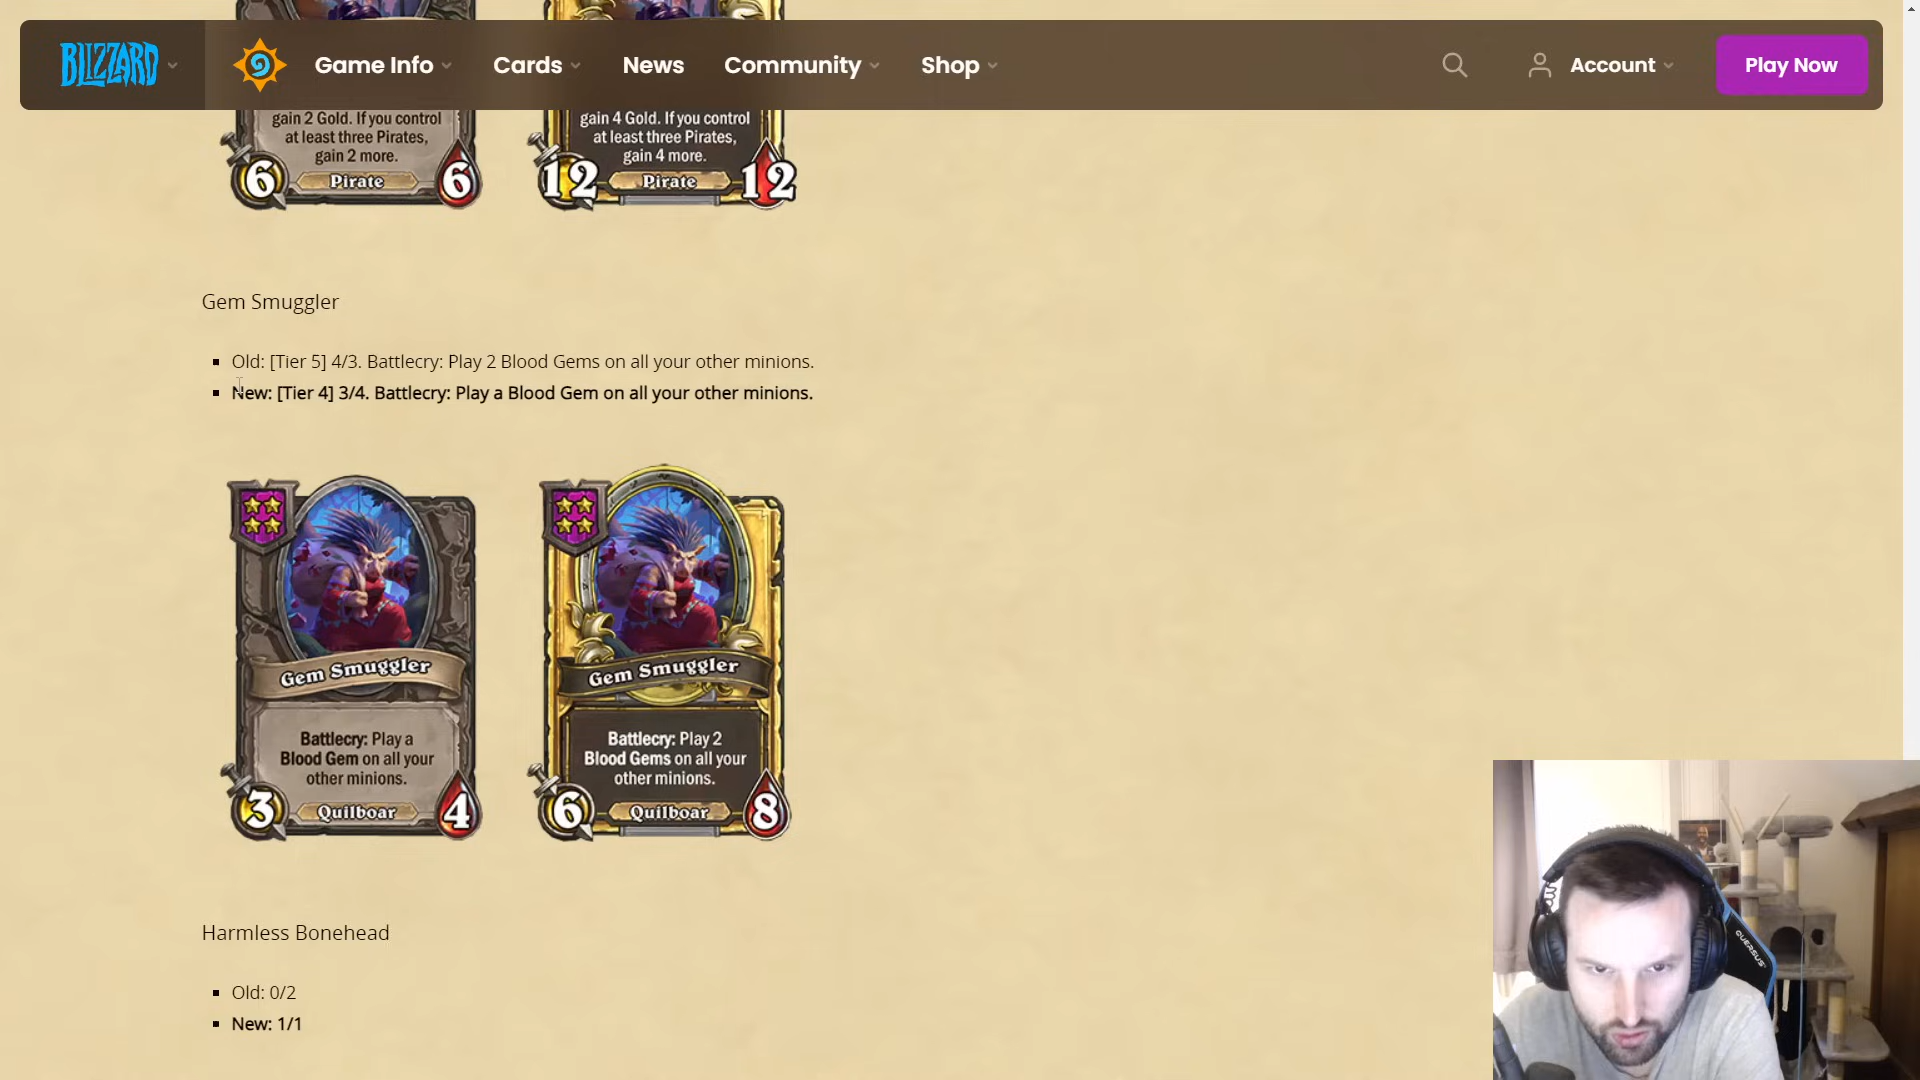 BLIZZARD
Game Info
Cards
News
Community
Shop
Account
Play Now
gain 2 Gold. If you control
at least three Pirates,
gain 2 more.
6
Pirate
6
gain 4 Gold. If you control
at least three Pirates,
gain 4 more.
12
Pirate
12
Gem Smuggler
Old: [Tier 5] 4/3. Battlecry: Play 2 Blood Gems on all your other minions.
New: [Tier 4] 3/4. Battlecry: Play a Blood Gem on all your other minions.
Gem Smuggler
Battlecry: Play a
Blood Gem on all your
other minions.
3
Quilboar
4
Gem Smuggler
Battlecry: Play 2
Blood Gems on all your
other minions.
6
Quilboar
8
Harmless Bonehead
Old: 0/2
New: 1/1
QUERSUS